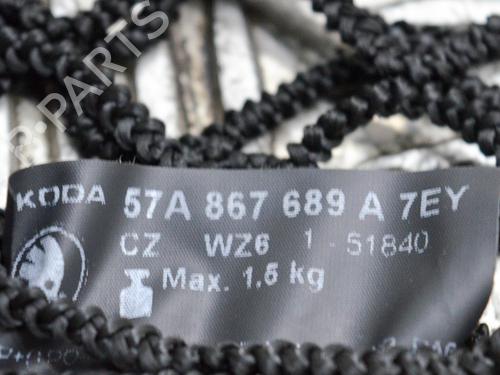 R-PARTS
KODA 57A 867 689 A 7EY
CZ WZ6 1 - 51840
Max. 1,5 kg